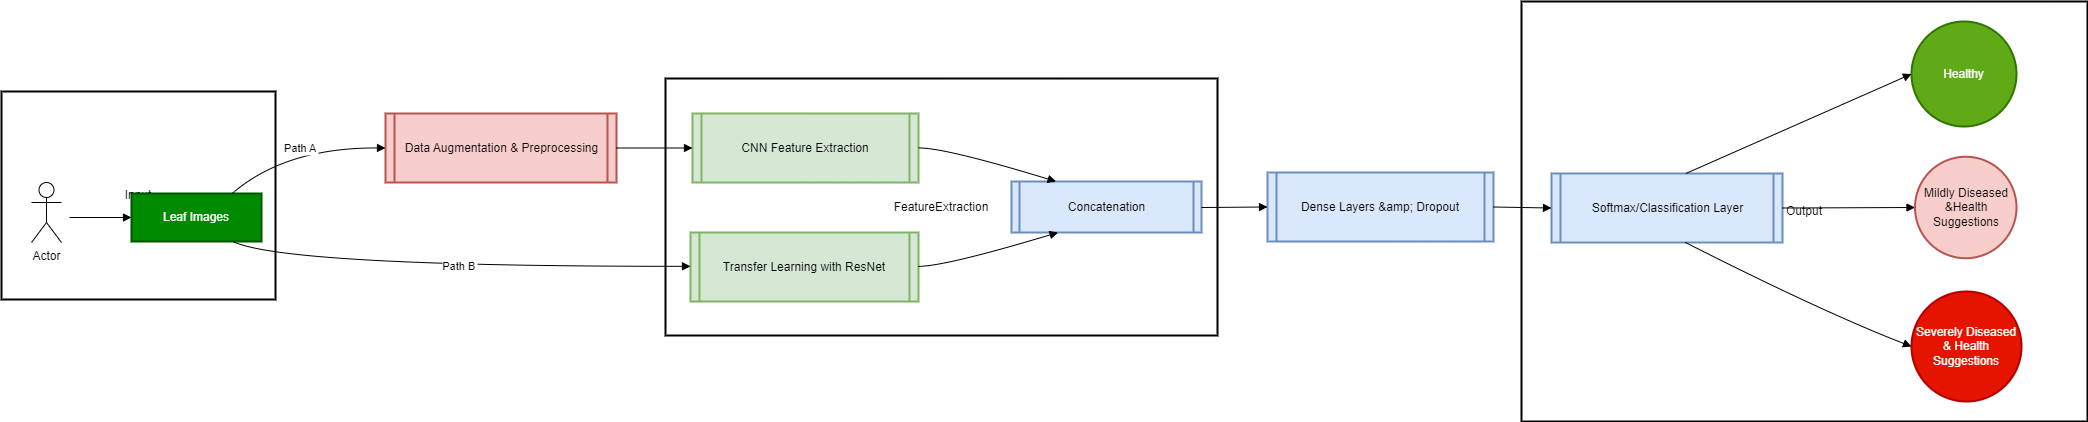 Actor
Input
Leaf Images
Path A
Path B
Data Augmentation & Preprocessing
CNN Feature Extraction
Transfer Learning with ResNet
FeatureExtraction
Concatenation
Dense Layers &amp; Dropout
Softmax/Classification Layer
Output
Healthy
Mildly Diseased
&Health
Suggestions
Severely Diseased
& Health
Suggestions